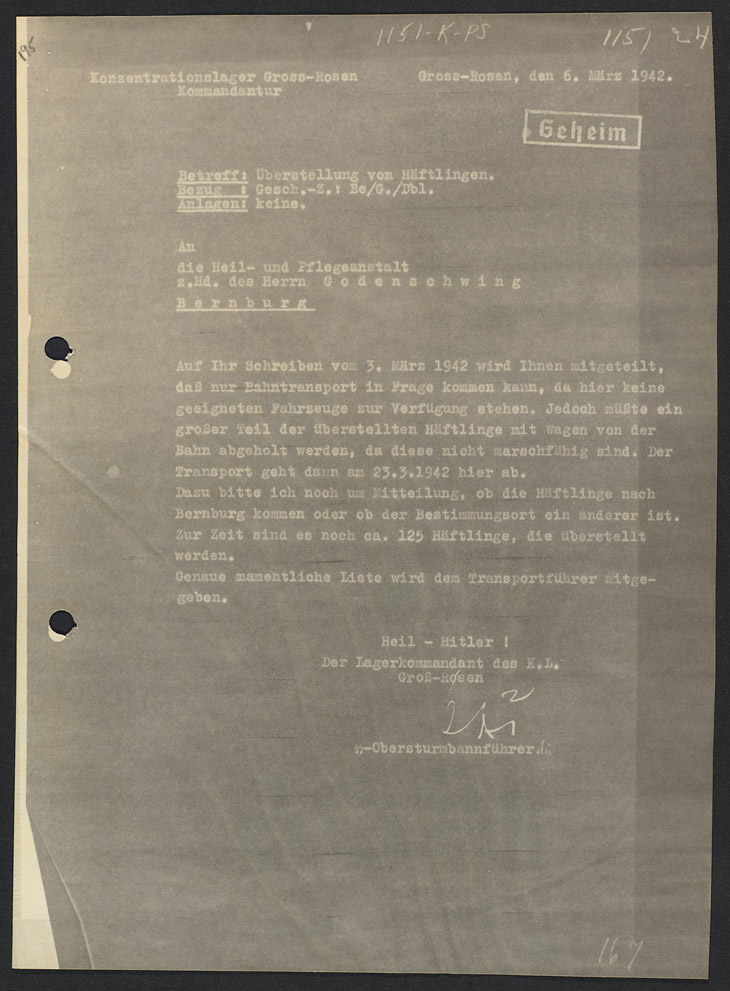 195
1151-K-PS
1151
Konzentrationslager Gross-Rosen Gross-Rosen, den 6. März 1942.
Kommandantur
Geheim
Betreff: Überstellung von Häftlingen.
Bezug : Gesch.-Z.: Be/G./Dbl.
Anlagen: keine.
An
die Heil- und Pflegeanstalt
z.Hd. des Herrn G o d e n s c h w i n g
B e r n b u r g
Auf Ihr Schreiben vom 3. März 1942 wird Ihnen mitgeteilt,
daß nur Bahntransport in Frage kommen kann, da hier keine
geeigneten Fahrzeuge zur Verfügung stehen. Jedoch müßte ein
großer Teil der überstellten Häftlinge mit Wagen von der
Bahn abgeholt werden, da diese nicht marschfähig sind. Der
Transport geht dann am 23.3.1942 hier ab.
Dazu bitte ich noch um Mitteilung, ob die Häftlinge nach
Bernburg kommen oder ob der Bestimmungsort ein anderer ist.
Zur Zeit sind es noch ca. 125 Häftlinge, die überstellt
werden.
Genaue mamentliche Liste wird dem Transportführer mitge-
geben.
Heil - Hitler !
Der Lagerkommandant des K.L.
Groß-Rosen
ᛋᛋ-Obersturmbannführer.
167